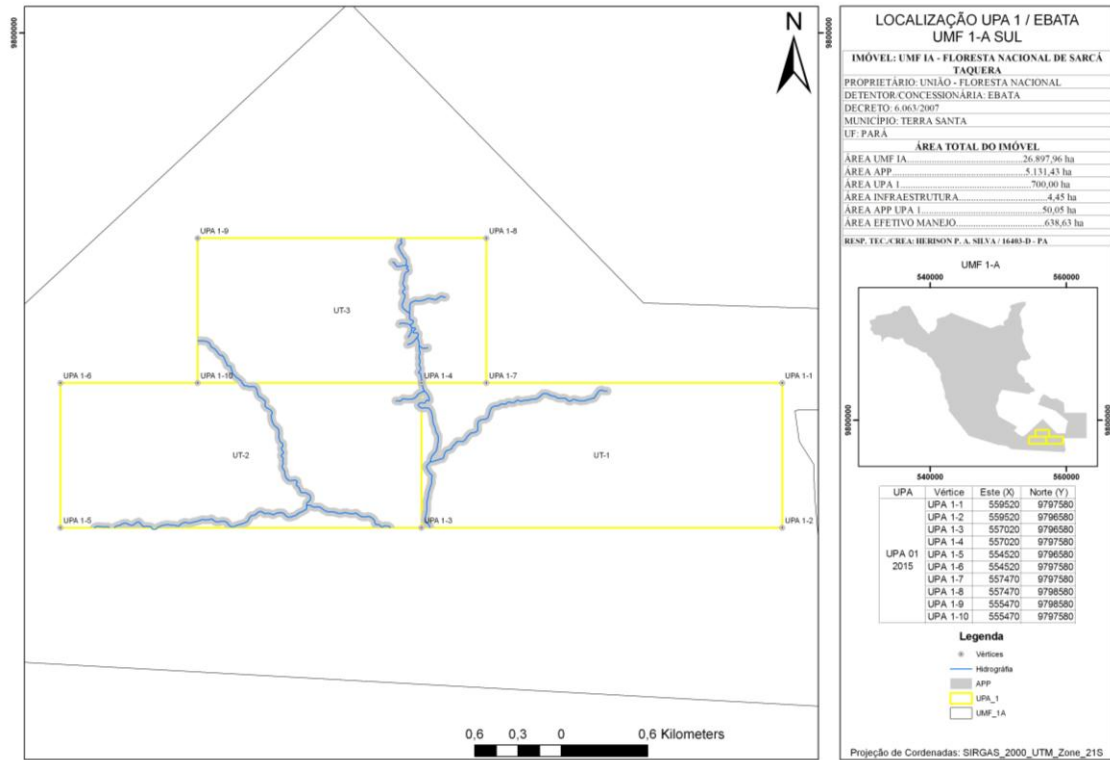 9800000
9800000
N
UPA 1-9
UPA 1-8
UT-3
UPA 1-6
UPA 1-10
UPA 1-4
UPA 1-7
UPA 1-1
UT-2
UT-1
UPA 1-5
UPA 1-3
UPA 1-2
0,6 0,3 0 0,6 Kilometers
LOCALIZAÇÃO UPA 1 / EBATA
UMF 1-A SUL
IMÓVEL: UMF IA - FLORESTA NACIONAL DE SARCÁ
TAQUERA
PROPRIETÁRIO: UNIÃO - FLORESTA NACIONAL
DETENTOR/CONCESSIONÁRIA: EBATA
DECRETO: 6.063/2007
MUNICÍPIO: TERRA SANTA
UF: PARÁ
ÁREA TOTAL DO IMÓVEL
ÁREA UMF IA...26.897,96 ha
ÁREA APP...5.131,43 ha
ÁREA UPA 1...700,00 ha
ÁREA INFRAESTRUTURA...4,45 ha
ÁREA APP UPA 1...50,05 ha
ÁREA EFETIVO MANEJO...638,63 ha
RESP. TEC./CREA: HERISON P. A. SILVA / 16403-D - PA
UMF 1-A
540000 560000
9800000
9800000
540000 560000
UPA Vértice Este (X) Norte (Y)
UPA 1-1 559520 9797580
UPA 1-2 559520 9796580
UPA 1-3 557020 9796580
UPA 1-4 557020 9797580
UPA 01 UPA 1-5 554520 9796580
2015 UPA 1-6 554520 9797580
UPA 1-7 557470 9797580
UPA 1-8 557470 9798580
UPA 1-9 555470 9798580
UPA 1-10 555470 9797580
Legenda
Vértices
Hidrográfia
APP
UPA_1
UMF_1A
Projeção de Cordenadas: SIRGAS_2000_UTM_Zone_21S